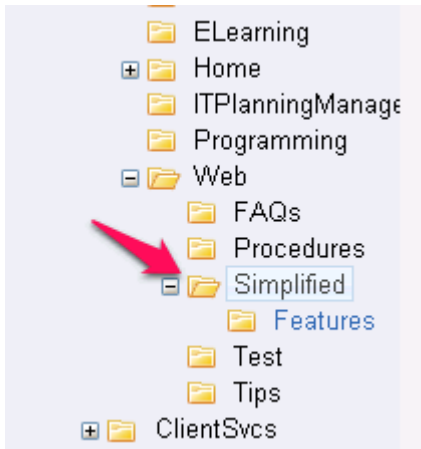 ELearning
Home
ITPlanningManage
Programming
Web
FAQs
Procedures
Simplified
Features
Test
Tips
ClientSvcs